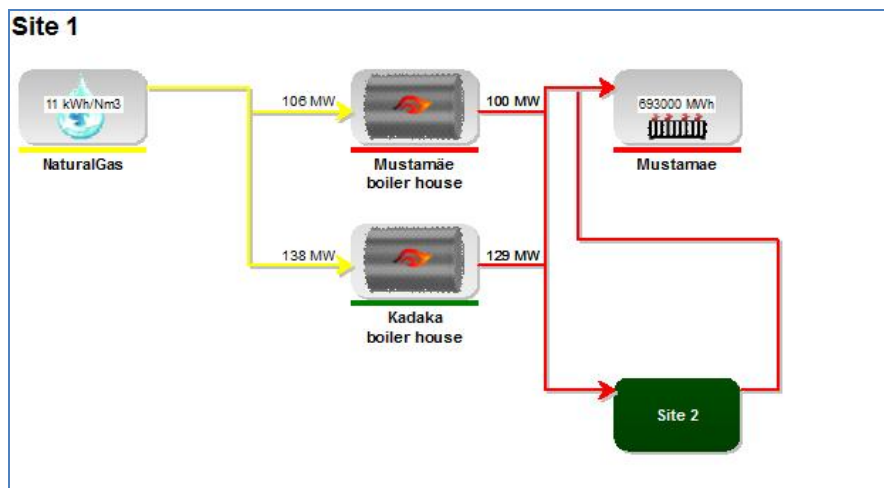 Site 1
11 kWh/Nm3
NaturalGas
106 MW
100 MW
Mustamäe
boiler house
693000 MWh
Mustamae
138 MW
129 MW
Kadaka
boiler house
Site 2